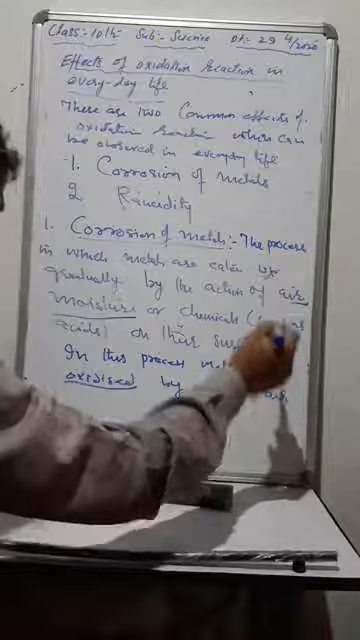 Class:- 10th Sub:- Science Dt:- 29/4/2020
Effects of oxidation reaction in
every-day life
There are two Common effects of
oxidation reaction which can
be observed in everyday life
1. Corrosion of metals
2. Rancidity
1. Corrosion of metals:- The process
in which metals are eaten up
gradually by the action of air,
moisture or chemicals (
acids) on their
In this process
oxidised by air